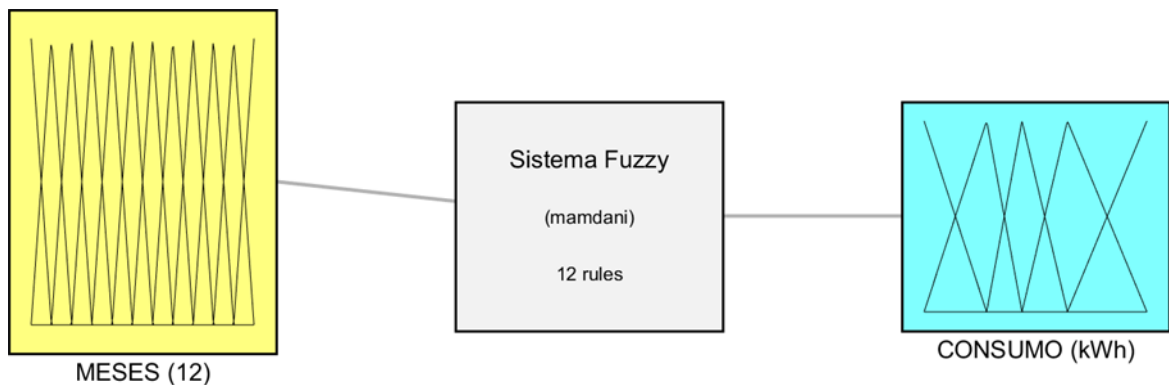 MESES (12)
Sistema Fuzzy
(mamdani)
12 rules
CONSUMO (kWh)